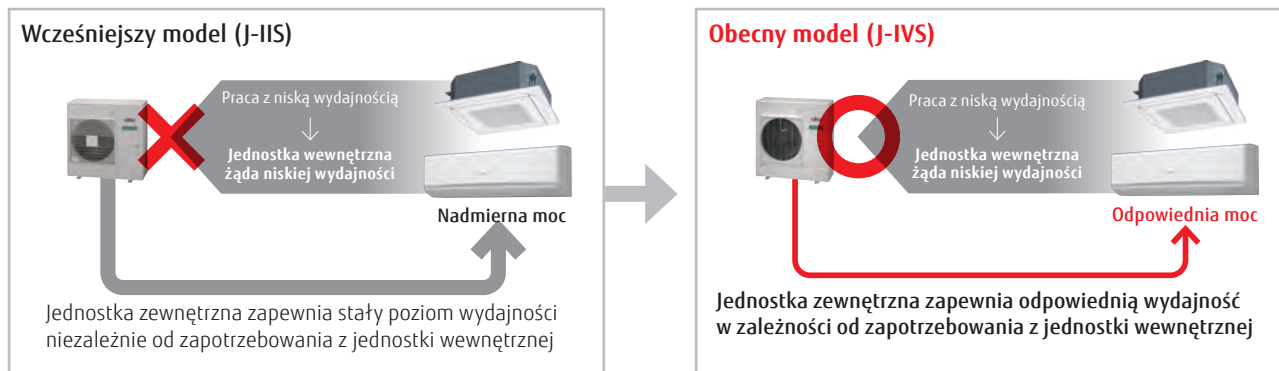 Wcześniejszy model (J-IIS)
Praca z niską wydajnością
Jednostka wewnętrzna
żąda niskiej wydajności
Nadmierna moc
Jednostka zewnętrzna zapewnia stały poziom wydajności
niezależnie od zapotrzebowania z jednostki wewnętrznej
Obecny model (J-IVS)
Praca z niską wydajnością
Jednostka wewnętrzna
żąda niskiej wydajności
Odpowiednia moc
Jednostka zewnętrzna zapewnia odpowiednią wydajność
w zależności od zapotrzebowania z jednostki wewnętrznej